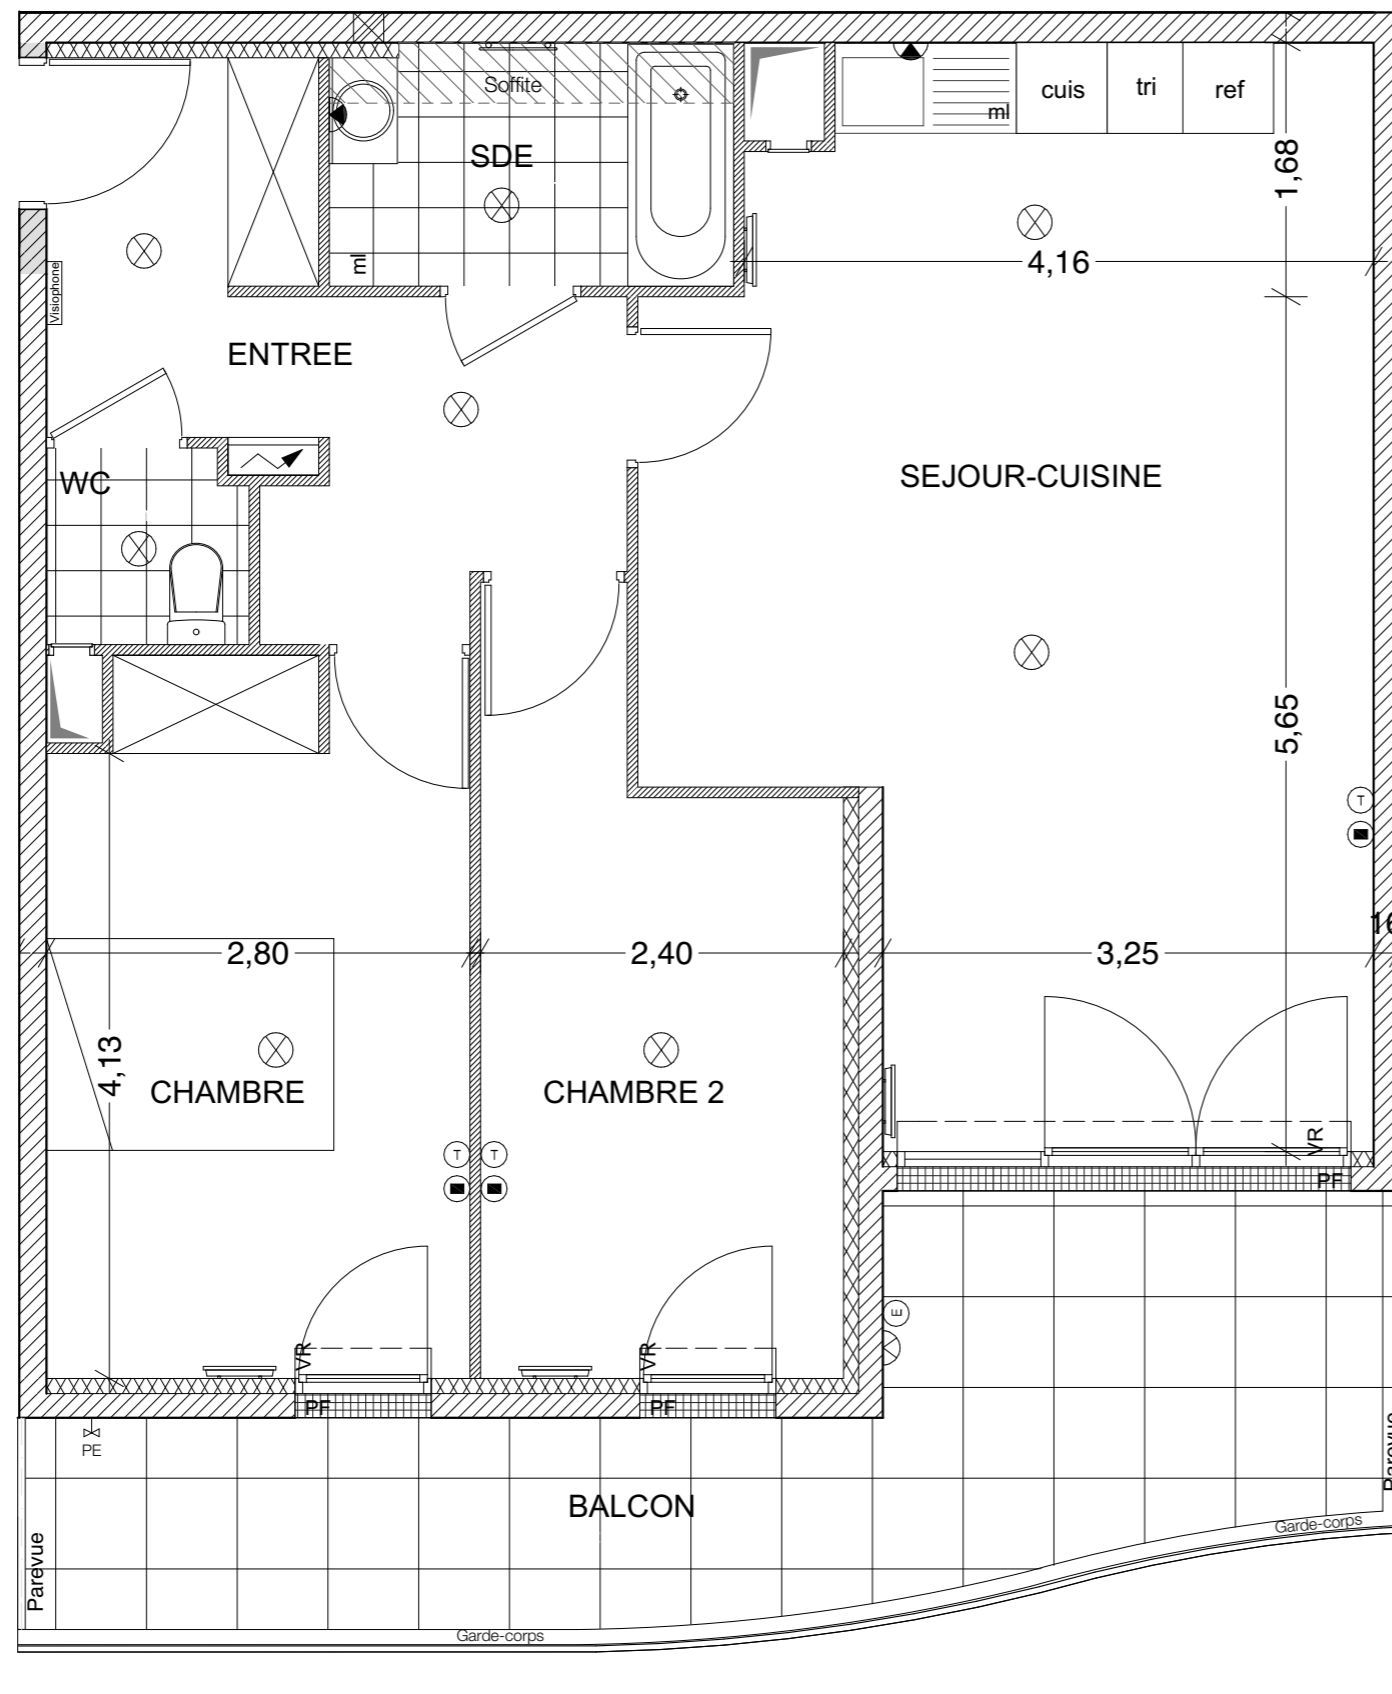 Soffite
cuis
tri
ref
ml
SDE
1,68
ml
4,16
Visiophone
ENTREE
WC
SEJOUR-CUISINE
5,65
T
16
2,80
2,40
3,25
4,13
CHAMBRE
CHAMBRE 2
T
T
VR
PF
E
VR
VR
PF
PF
PE
BALCON
Parevue
Parevue
Garde-corps
Garde-corps